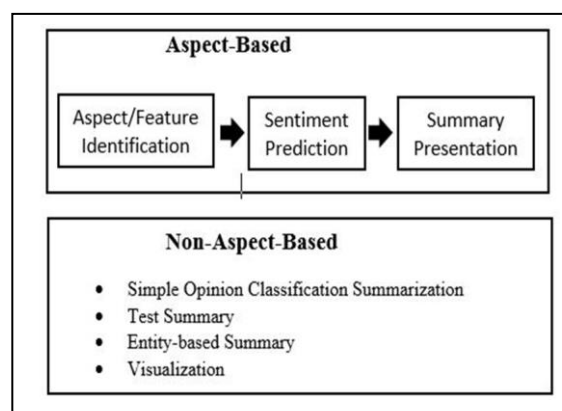 Aspect-Based
Aspect/Feature
Identification
Sentiment
Prediction
Summary
Presentation
Non-Aspect-Based
• Simple Opinion Classification Summarization
• Test Summary
• Entity-based Summary
• Visualization